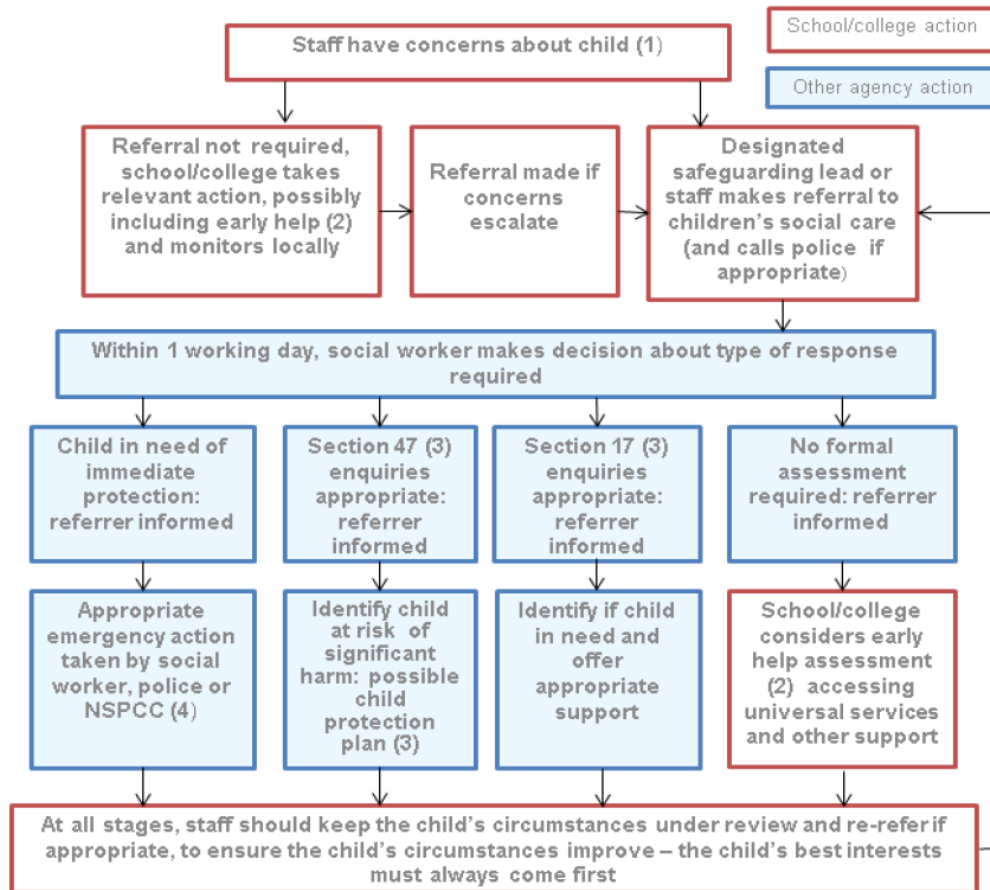 School/college action
Other agency action
Staff have concerns about child (1)
Referral not required,
school/college takes
relevant action, possibly
including early help (2)
and monitors locally
Referral made if
concerns
escalate
Designated
safeguarding lead or
staff makes referral to
children's social care
(and calls police if
appropriate)
Within 1 working day, social worker makes decision about type of response
required
Child in need of
immediate
protection:
referrer informed
Section 47 (3)
enquiries
appropriate:
referrer
informed
Section 17 (3)
enquiries
appropriate:
referrer
informed
No formal
assessment
required: referrer
informed
Appropriate
emergency action
taken by social
worker, police or
NSPCC (4)
Identify child
at risk of
significant
harm: possible
child
protection
plan (3)
Identify if child
in need and
offer
appropriate
support
School/college
considers early
help assessment
(2) accessing
universal services
and other support
At all stages, staff should keep the child's circumstances under review and re-refer if
appropriate, to ensure the child's circumstances improve – the child's best interests
must always come first